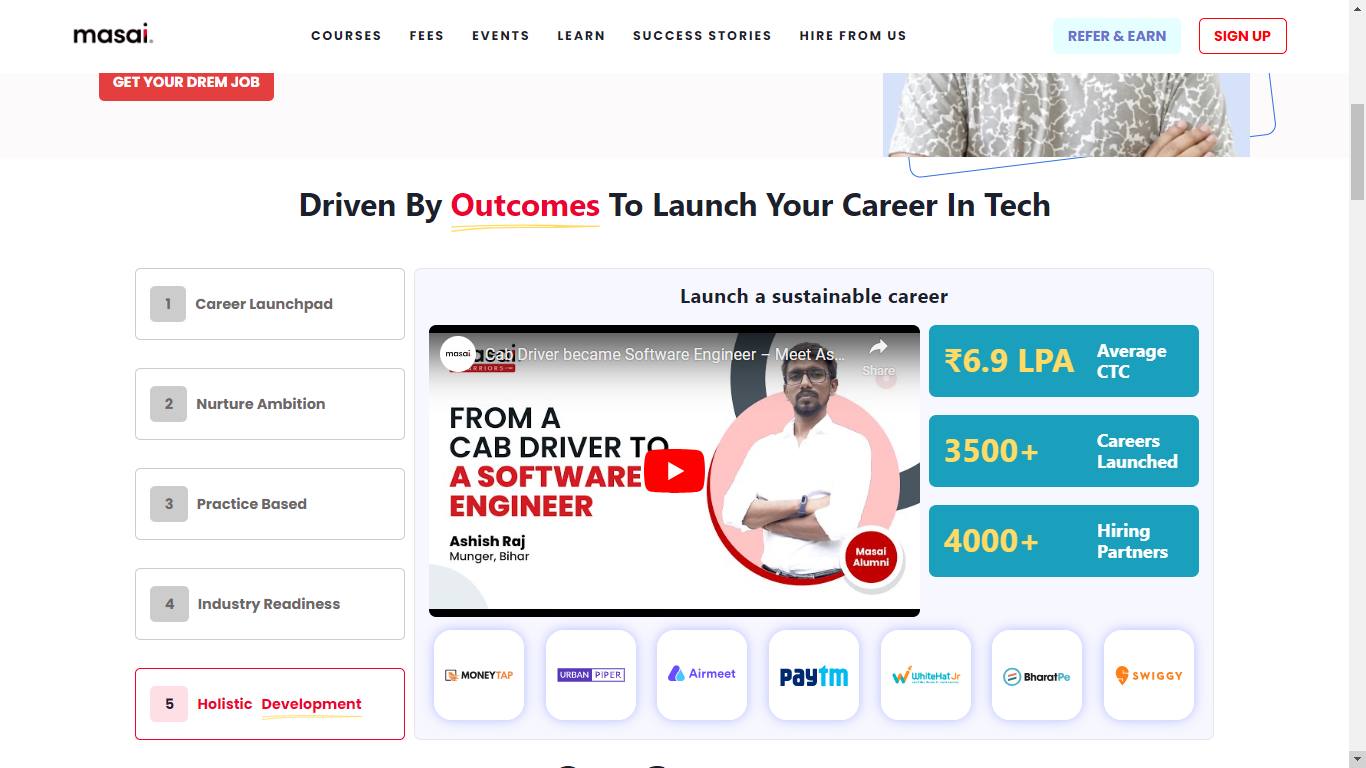 masai.
COURSES FEES EVENTS LEARN SUCCESS STORIES HIRE FROM US
REFER & EARN
SIGN UP
GET YOUR DREM JOB
Driven By Outcomes To Launch Your Career In Tech
1 Career Launchpad
2 Nurture Ambition
3 Practice Based
4 Industry Readiness
5 Holistic Development
Launch a sustainable career
masai.
Cab Driver became Software Engineer – Meet As...
Share
FROM A
CAB DRIVER TO
A SOFTWARE
ENGINEER
Ashish Raj
Munger, Bihar
Masai
Alumni
₹6.9 LPA
Average
CTC
3500+
Careers
Launched
4000+
Hiring
Partners
MONEYTAP
URBAN PIPER
Airmeet
paytm
WhiteHat Jr
BharatPe
SWIGGY